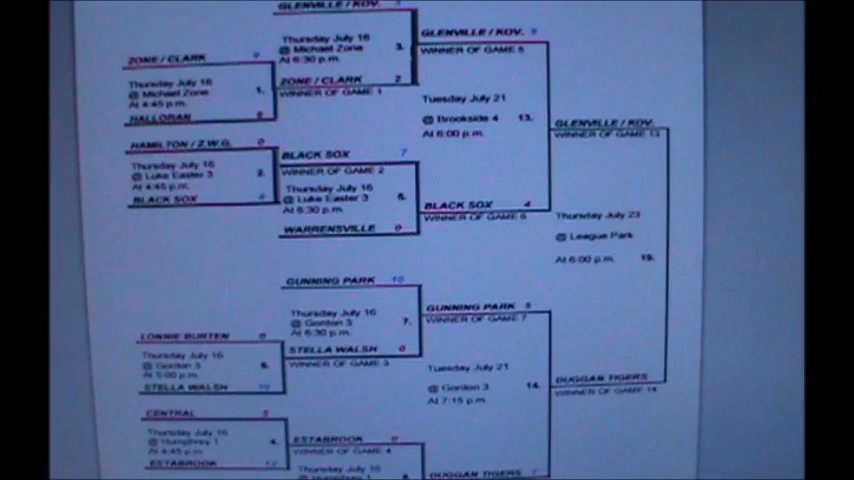 GLENVILLE / KOV. 3
Thursday July 16
@ Michael Zone
At 6:30 p.m.
3.
ZONE / CLARK 2
WINNER OF GAME 1
ZONE / CLARK 9
Thursday July 16
@ Michael Zone
At 4:45 p.m.
1.
HALLORAN
HAMILTON / Z.W.G. 0
Thursday July 16
@ Luke Easter 3
At 4:45 p.m.
2.
BLACK SOX
BLACK SOX 7
WINNER OF GAME 2
Thursday July 16
@ Luke Easter 3
At 6:30 p.m.
WARRENSVILLE 0
GLENVILLE / KOV.
WINNER OF GAME 5
Tuesday July 21
@ Brookside 4
At 6:00 p.m.
13.
BLACK SOX 4
WINNER OF GAME 6
GLENVILLE / KOV.
WINNER OF GAME 13
Thursday July 23
@ League Park
At 6:00 p.m.
GUNNING PARK 10
Thursday July 16
@ Gordon 3
At 6:30 p.m.
7.
STELLA WALSH 0
WINNER OF GAME 3
LONNIE BURTEN 0
Thursday July 16
@ Gordon 3
At 5:00 p.m.
STELLA WALSH 10
GUNNING PARK 5
WINNER OF GAME 7
Tuesday July 21
@ Gordon 3
At 7:15 p.m.
14.
DUGGAN TIGERS 7
DUGGAN TIGERS
WINNER OF GAME 14
CENTRAL 5
Thursday July 16
@ Humphrey 1
At 4:45 p.m.
4.
ESTABROOK 12
ESTABROOK 0
WINNER OF GAME 4
Thursday July 16